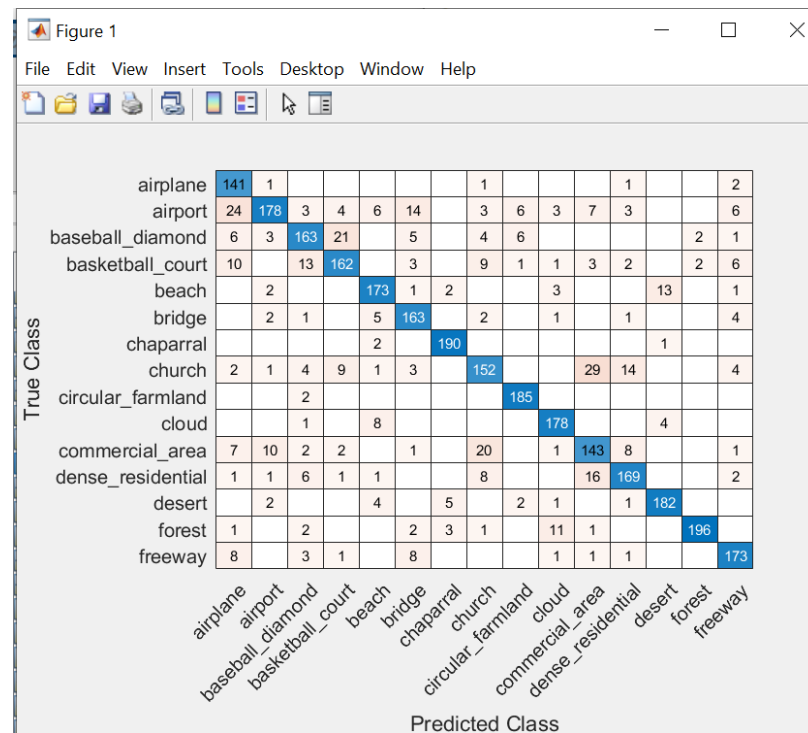 Figure 1
File Edit View Insert Tools Desktop Window Help
airplane 141 1 1 1 2
airport 24 178 3 4 6 14 3 6 3 7 3 6
baseball_diamond 6 3 163 21 5 4 6 2 1
basketball_court 10 13 162 3 9 1 1 3 2 2 6
beach 2 173 1 2 3 13 1
bridge 2 1 5 163 2 1 1 4
chaparral 2 190 1
church 2 1 4 9 1 3 152 29 14 4
circular_farmland 2 185
cloud 1 8 178 4
commercial_area 7 10 2 2 1 20 1 143 8 1
dense_residential 1 1 6 1 1 8 16 169 2
desert 2 4 5 2 1 1 182
forest 1 2 2 3 1 11 1 196
freeway 8 3 1 8 1 1 1 173
True Class
airplane airport baseball_diamond basketball_court beach bridge chaparral church circular_farmland cloud commercial_area dense_residential desert forest freeway
Predicted Class